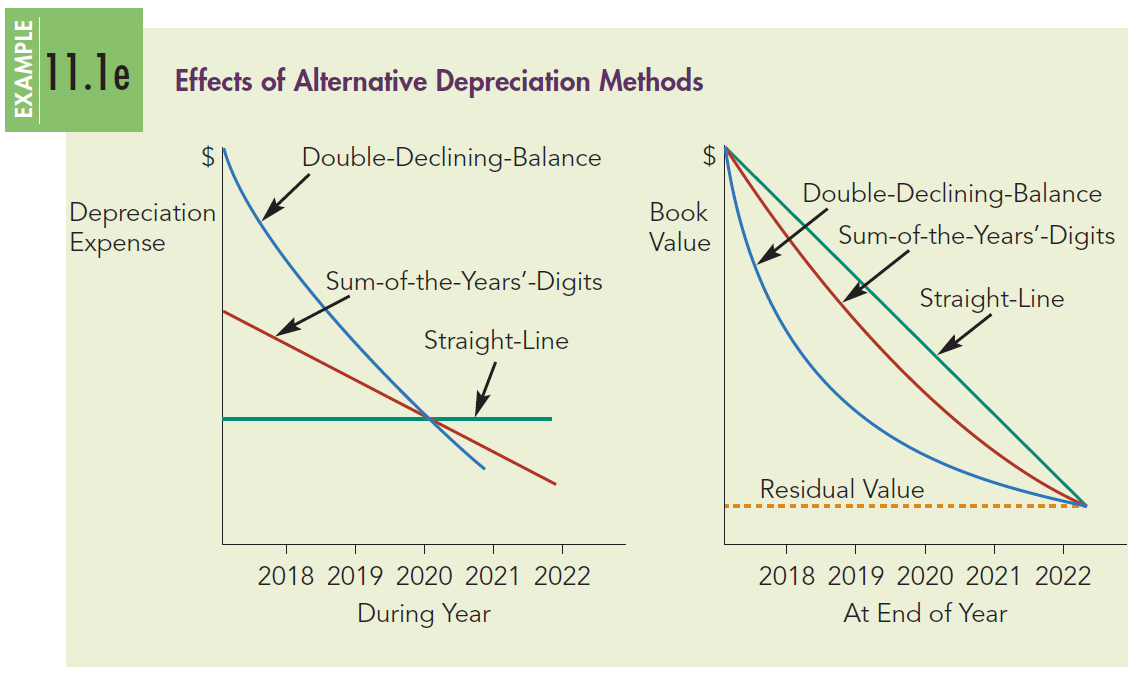 EXAMPLE
11.1e
Effects of Alternative Depreciation Methods
$
Depreciation
Expense
Double-Declining-Balance
Sum-of-the-Years’-Digits
Straight-Line
2018 2019 2020 2021 2022
During Year
$
Book
Value
Double-Declining-Balance
Sum-of-the-Years’-Digits
Straight-Line
Residual Value
2018 2019 2020 2021 2022
At End of Year